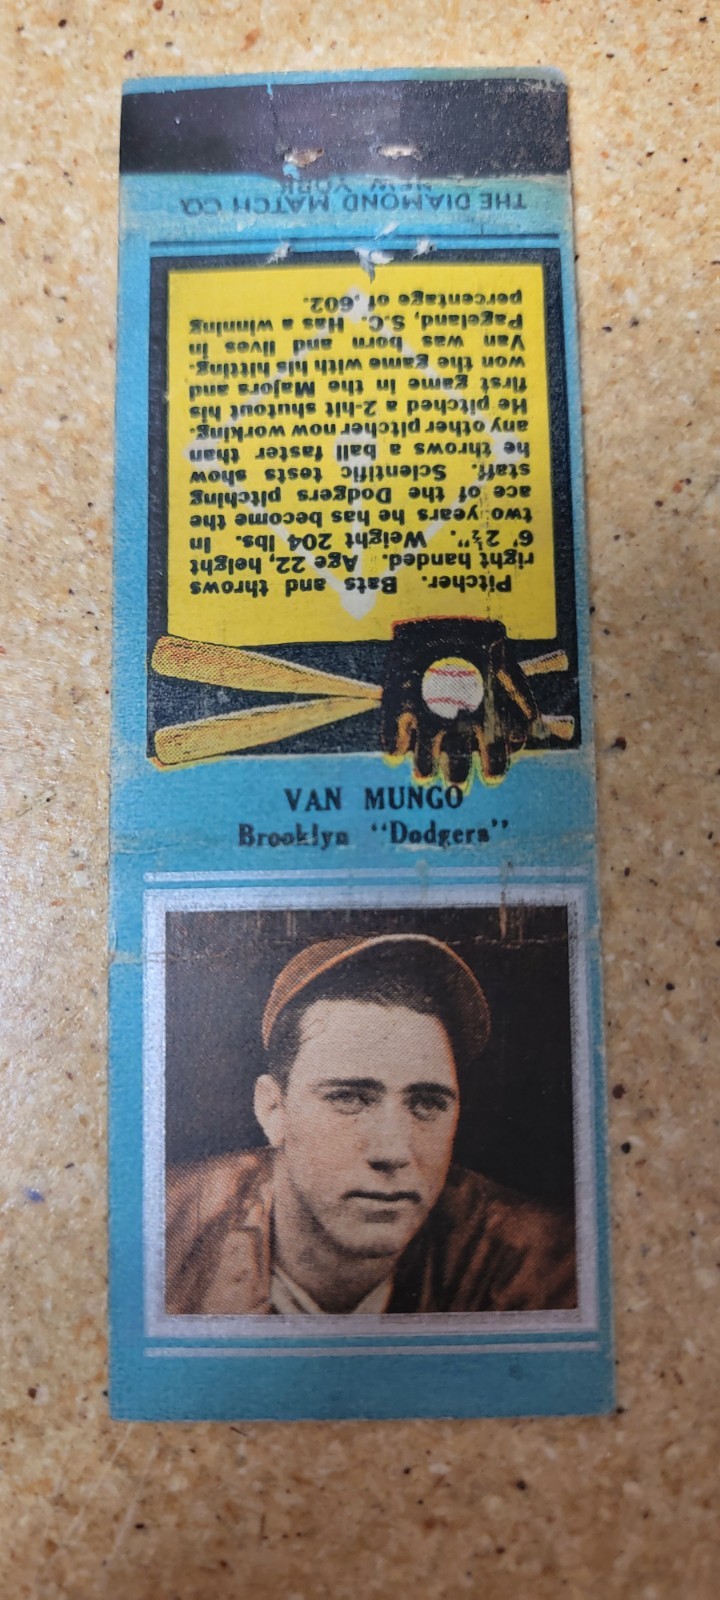 THE DIAMOND MATCH CO.
NEW YORK
Pitcher. Bats and throws
right handed. Age 22, height
6' 2½". Weight 204 lbs. In
two years he has become the
ace of the Dodgers pitching
staff. Scientific tests show
he throws a ball faster than
any other pitcher now working.
He pitched a 2-hit shutout his
first game in the Majors and
won the game with his hitting.
Van was born and lives in
Pageland, S.C. Has a winning
percentage of .602.
VAN MUNGO
Brooklyn "Dodgers"